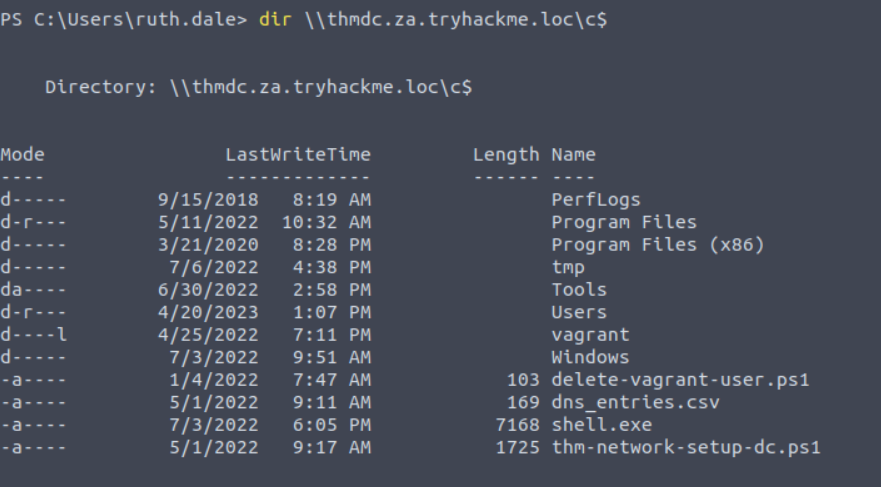 PS C:\Users\ruth.dale> dir \\thmdc.za.tryhackme.loc\c$
Directory: \\thmdc.za.tryhackme.loc\c$
Mode LastWriteTime Length Name
---- ------------- ------ ----
d----- 9/15/2018 8:19 AM PerfLogs
d-r--- 5/11/2022 10:32 AM Program Files
d----- 3/21/2020 8:28 PM Program Files (x86)
d----- 7/6/2022 4:38 PM tmp
da---- 6/30/2022 2:58 PM Tools
d-r--- 4/20/2023 1:07 PM Users
d----l 4/25/2022 7:11 PM vagrant
d----- 7/3/2022 9:51 AM Windows
-a---- 1/4/2022 7:47 AM 103 delete-vagrant-user.ps1
-a---- 5/1/2022 9:11 AM 169 dns_entries.csv
-a---- 7/3/2022 6:05 PM 7168 shell.exe
-a---- 5/1/2022 9:17 AM 1725 thm-network-setup-dc.ps1